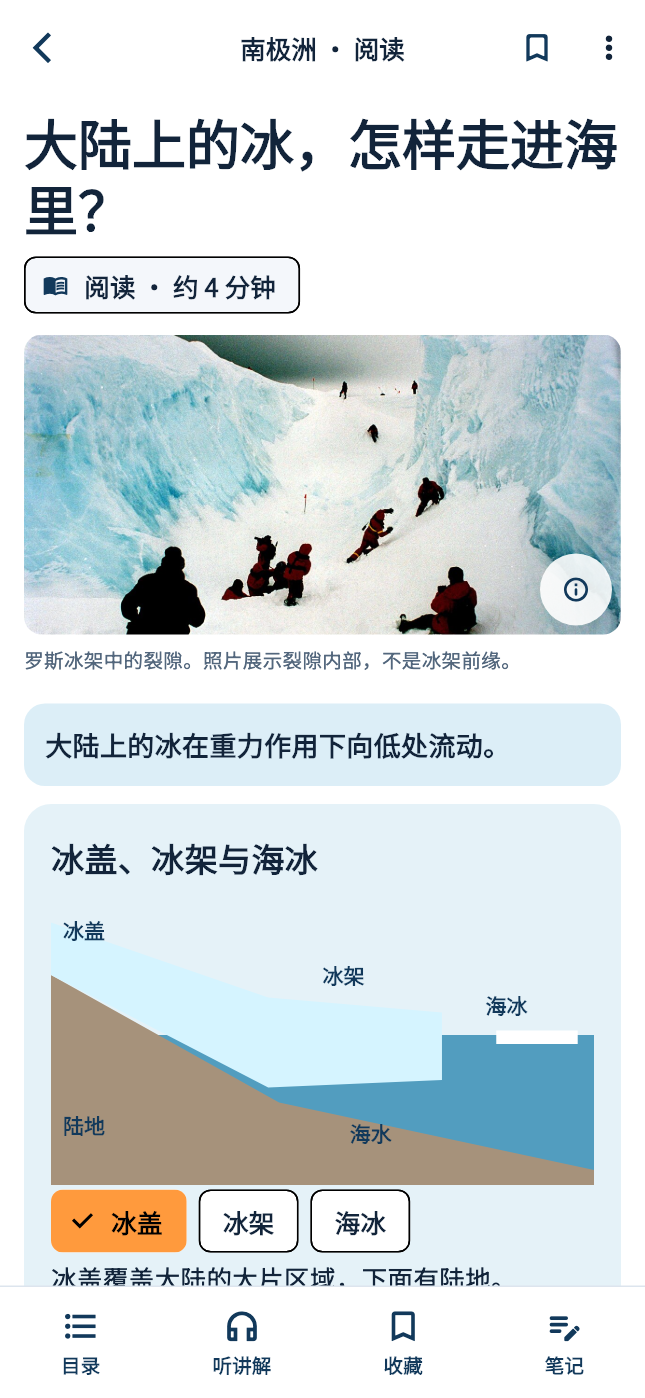 南极洲 · 阅读
大陆上的冰，怎样走进海
里？
阅读 · 约 4 分钟
罗斯冰架中的裂隙。照片展示裂隙内部，不是冰架前缘。
大陆上的冰在重力作用下向低处流动。
冰盖、冰架与海冰
冰盖
冰架
海冰
陆地
海水
冰盖 冰架 海冰
冰盖覆盖大陆的大片区域，下面有陆地。
目录 听讲解 收藏 笔记